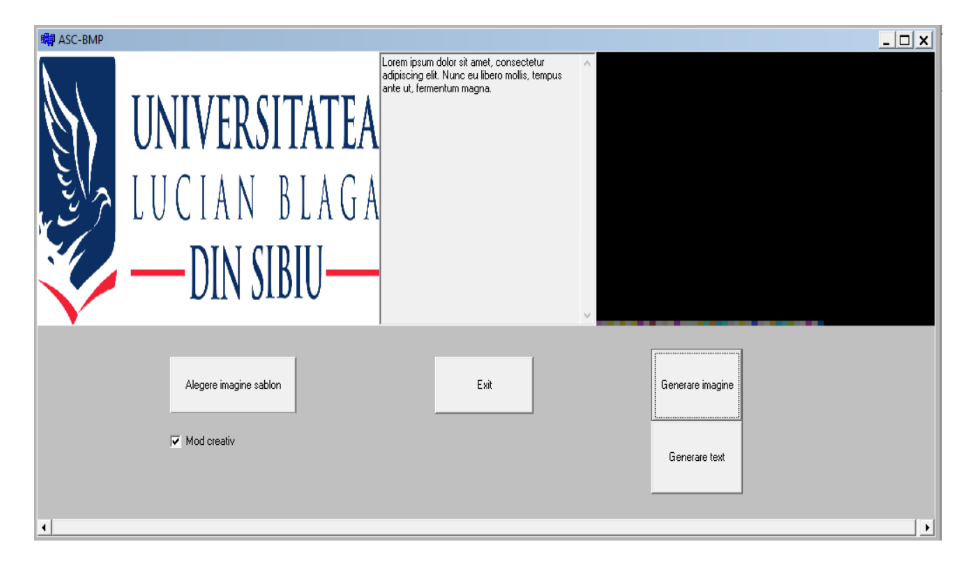 ASC-BMP
UNIVERSITATEA
LUCIAN BLAGA
DIN SIBIU
Lorem ipsum dolor sit amet, consectetur
adipiscing elit. Nunc eu libero mollis, tempus
ante ut, fermentum magna.
Alegere imagine sablon
Exit
Generare imagine
Mod creativ
Generare text